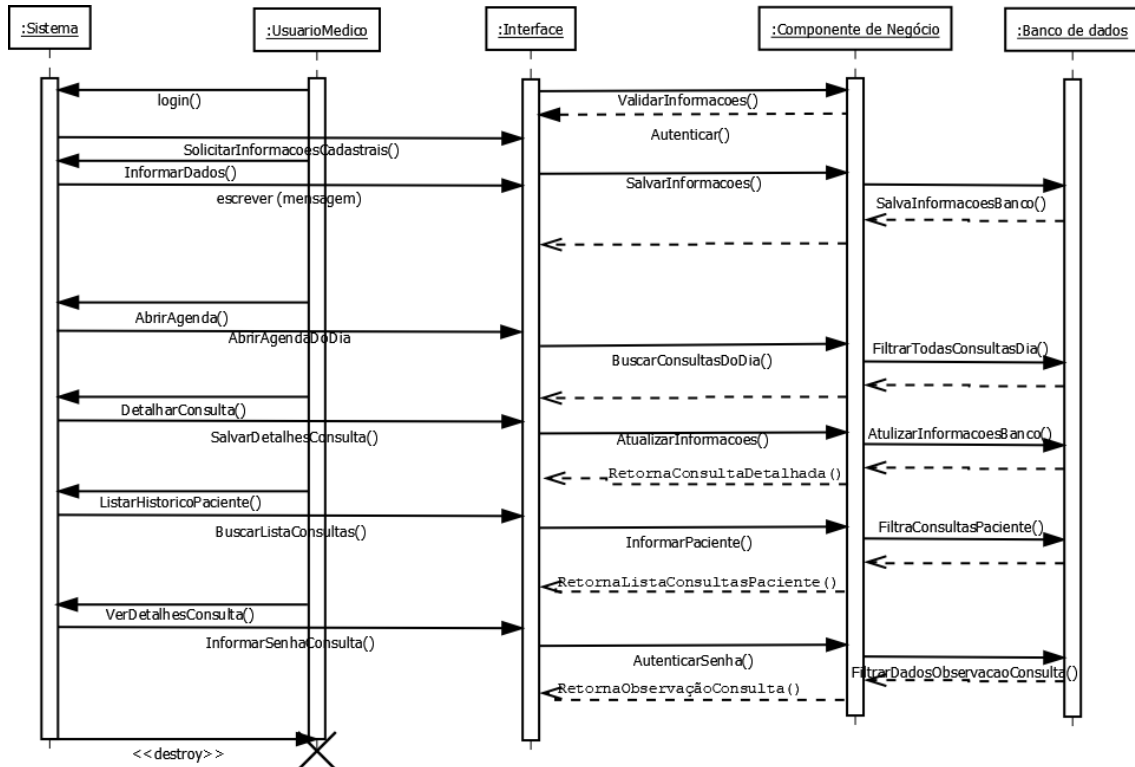 :Sistema
:UsuarioMedico
:Interface
:Componente de Negócio
:Banco de dados
login()
ValidarInformacoes()
Autenticar()
SolicitarInformacoesCadastrais()
InformarDados()
SalvarInformacoes()
escrever (mensagem)
SalvaInformacoesBanco()
AbrirAgenda()
AbrirAgendaDoDia
BuscarConsultasDoDia()
FiltrarTodasConsultasDia()
DetalharConsulta()
SalvarDetalhesConsulta()
AtualizarInformacoes()
AtulizarInformacoesBanco()
RetornaConsultaDetalhada()
ListarHistoricoPaciente()
BuscarListaConsultas()
InformarPaciente()
FiltraConsultasPaciente()
RetornaListaConsultasPaciente()
VerDetalhesConsulta()
InformarSenhaConsulta()
AutenticarSenha()
FiltrarDadosObservacaoConsulta()
RetornaObservaçãoConsulta()
<<destroy>>